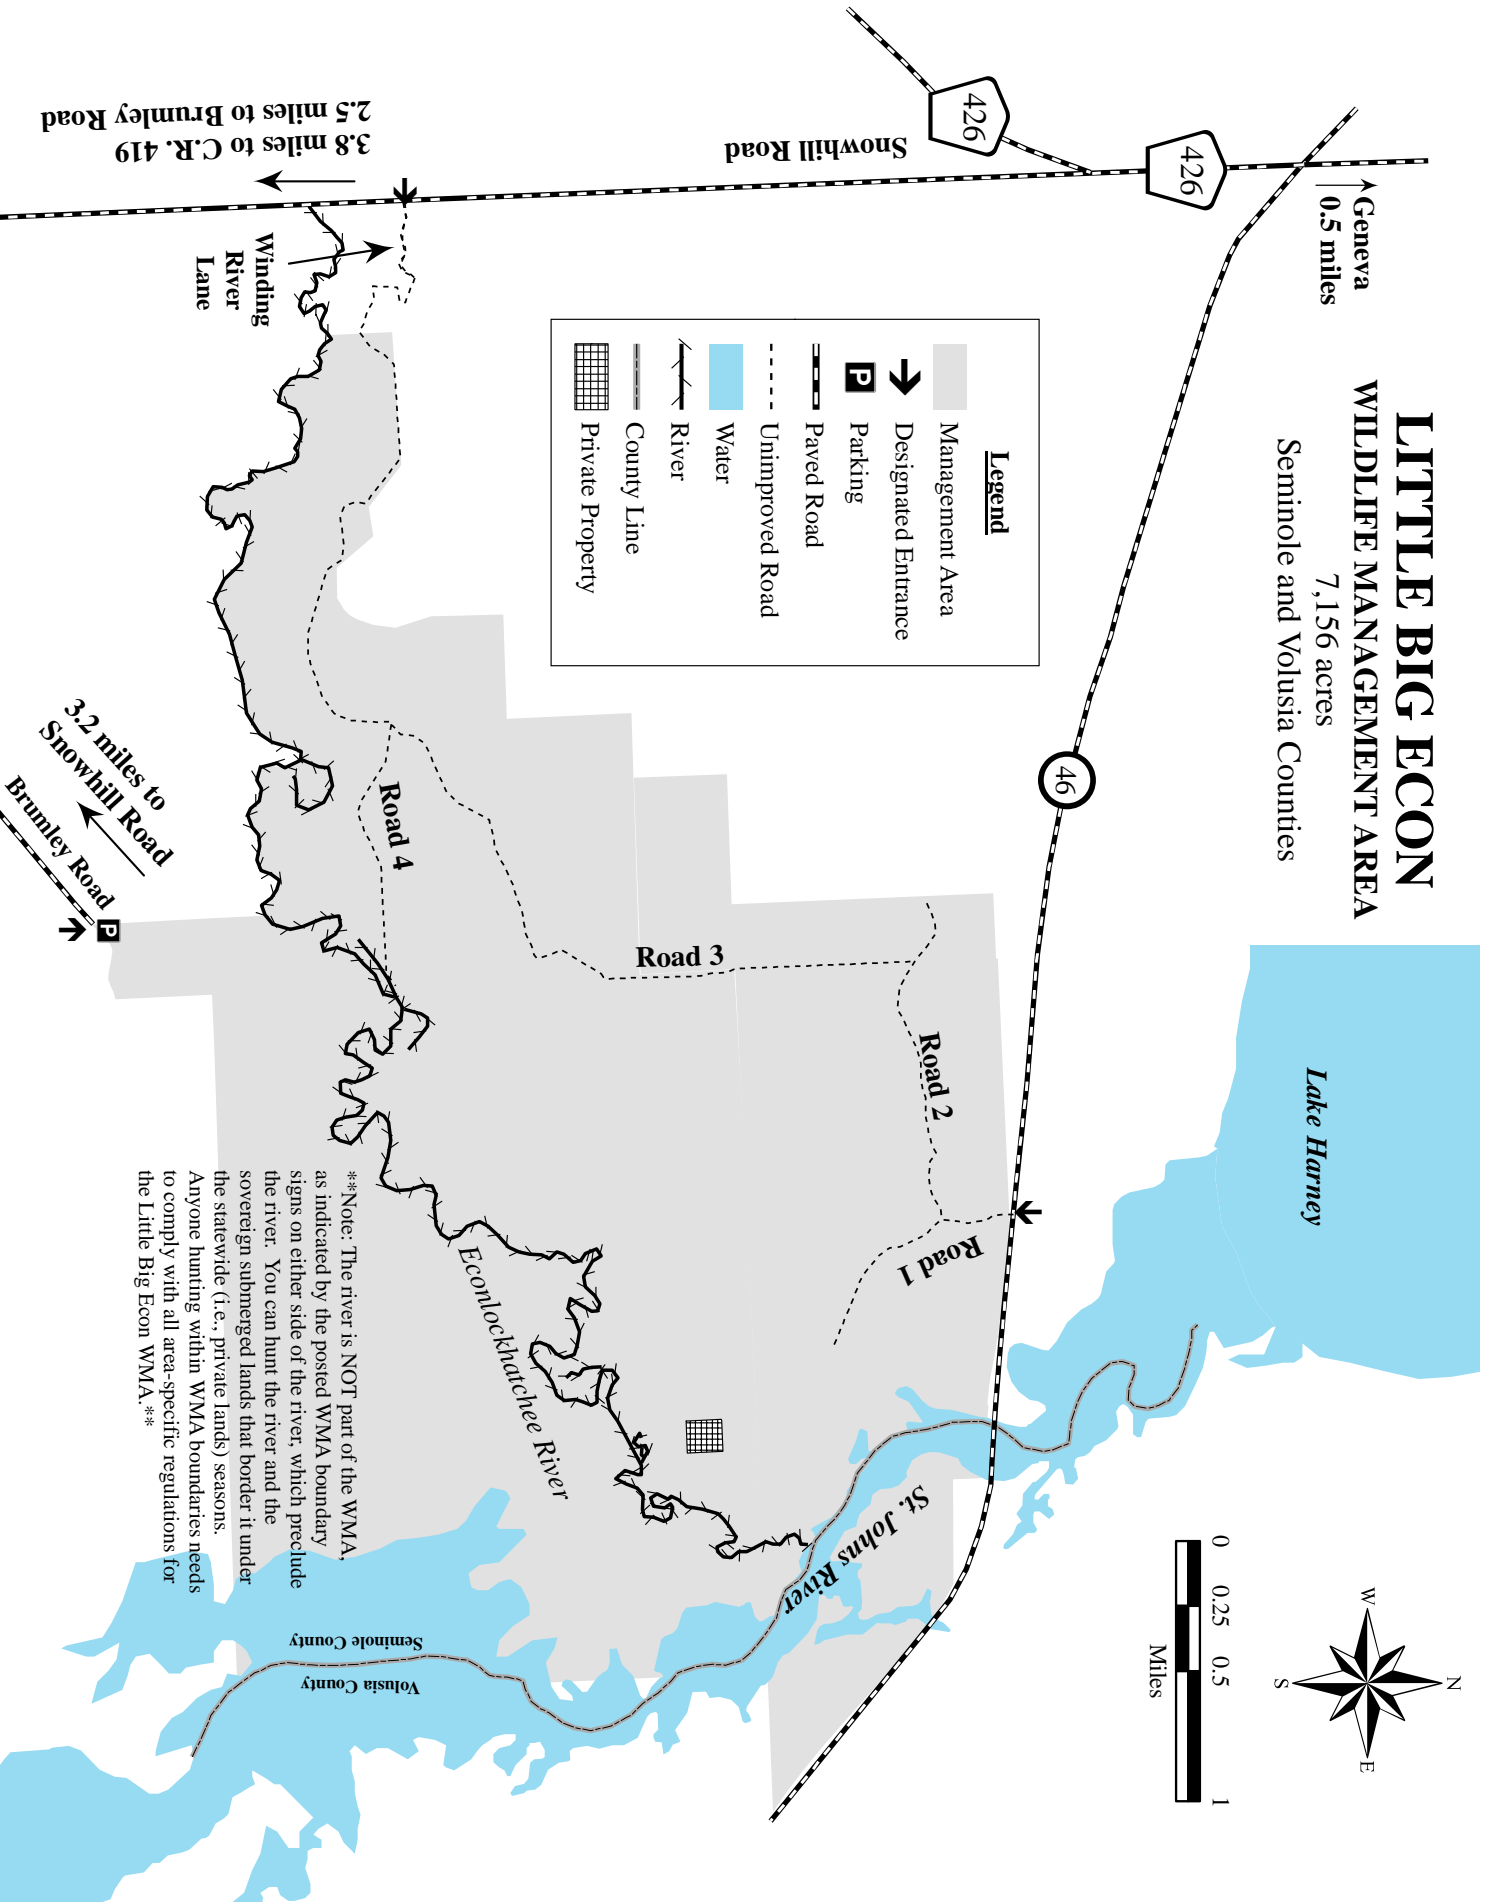 LITTLE BIG ECON
WILDLIFE MANAGEMENT AREA
7,156 acres
Seminole and Volusia Counties
Geneva
0.5 miles
426
426
Snowhill Road
3.8 miles to C.R. 419
2.5 miles to Brumley Road
Winding
River
Lane
46
Legend
Management Area
Designated Entrance
P
Parking
Paved Road
Unimproved Road
Water
River
County Line
Private Property
Lake Harney
W
N
S
E
0
0.25
0.5
1
Miles
Road 1
Road 2
Road 3
Road 4
St. Johns River
Econlockhatchee River
3.2 miles to
Snowhill Road
Brumley Road
P
Seminole County
Volusia County
**Note: The river is NOT part of the WMA,
as indicated by the posted WMA boundary
signs on either side of the river, which preclude
the river. You can hunt the river and the
sovereign submerged lands that border it under
the statewide (i.e., private lands) seasons.
Anyone hunting within WMA boundaries needs
to comply with all area-specific regulations for
the Little Big Econ WMA.**